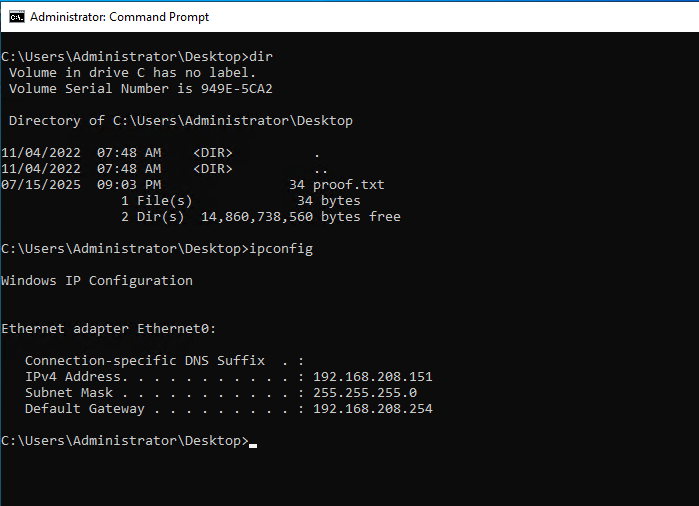 Administrator: Command Prompt
C:\Users\Administrator\Desktop>dir
 Volume in drive C has no label.
 Volume Serial Number is 949E-5CA2
 Directory of C:\Users\Administrator\Desktop
11/04/2022  07:48 AM    <DIR>          .
11/04/2022  07:48 AM    <DIR>          ..
07/15/2025  09:03 PM                34 proof.txt
               1 File(s)             34 bytes
               2 Dir(s)  14,860,738,560 bytes free
C:\Users\Administrator\Desktop>ipconfig
Windows IP Configuration
Ethernet adapter Ethernet0:
   Connection-specific DNS Suffix  . :
   IPv4 Address. . . . . . . . . . . : 192.168.208.151
   Subnet Mask . . . . . . . . . . . : 255.255.255.0
   Default Gateway . . . . . . . . . : 192.168.208.254
C:\Users\Administrator\Desktop>